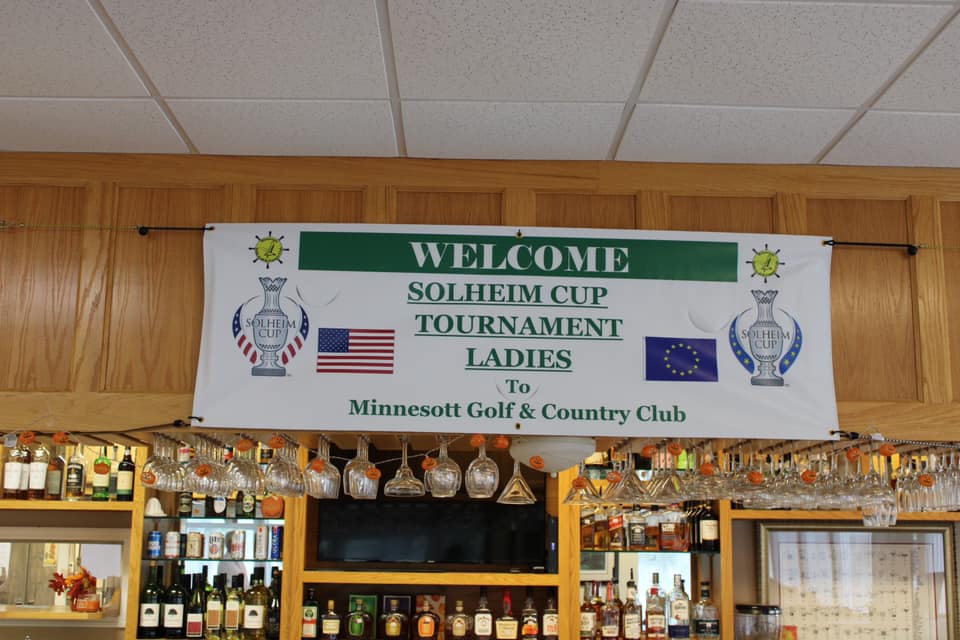 WELCOME
SOLHEIM CUP
TOURNAMENT
LADIES
To
Minnesott Golf & Country Club
SOLHEIM
CUP
SOLHEIM
CUP